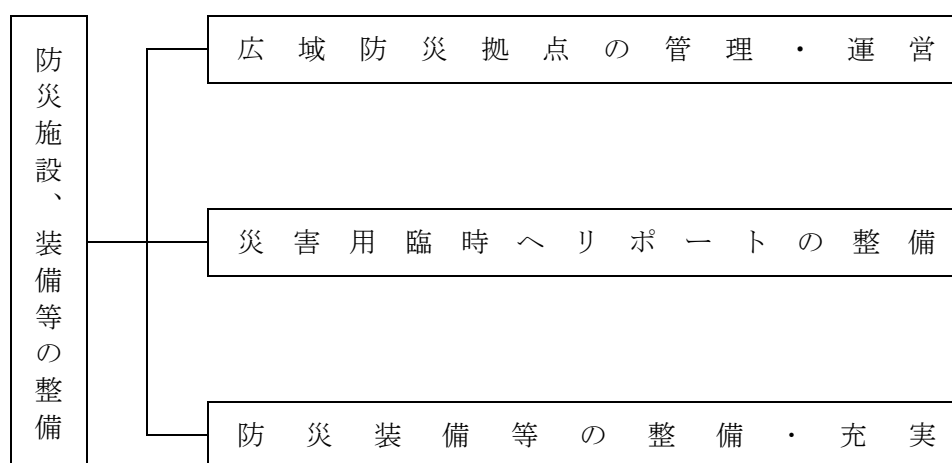 防災施設、装備等の整備
広域防災拠点の管理・運営
災害用臨時ヘリポートの整備
防災装備等の整備・充実